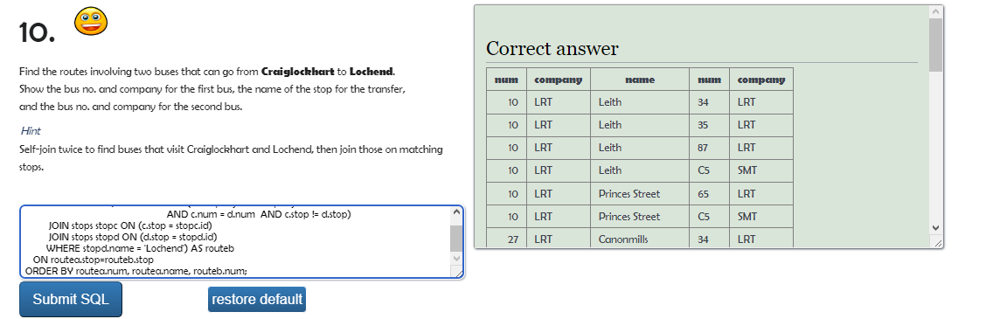 10.
Find the routes involving two buses that can go from Craiglockhart to Lochend.
Show the bus no. and company for the first bus, the name of the stop for the transfer,
and the bus no. and company for the second bus.
Hint
Self-join twice to find buses that visit Craiglockhart and Lochend, then join those on matching
stops.
AND c.num = d.num AND c.stop != d.stop)
JOIN stops stopc ON (c.stop = stopc.id)
JOIN stops stopd ON (d.stop = stopd.id)
WHERE stopd.name = 'Lochend') AS routeb
ON routea.stop=routeb.stop
ORDER BY routea.num, routea.name, routeb.num;
Submit SQL restore default
Correct answer
num company name num company
10 LRT Leith 34 LRT
10 LRT Leith 35 LRT
10 LRT Leith 87 LRT
10 LRT Leith C5 SMT
10 LRT Princes Street 65 LRT
10 LRT Princes Street C5 SMT
27 LRT Canonmills 34 LRT